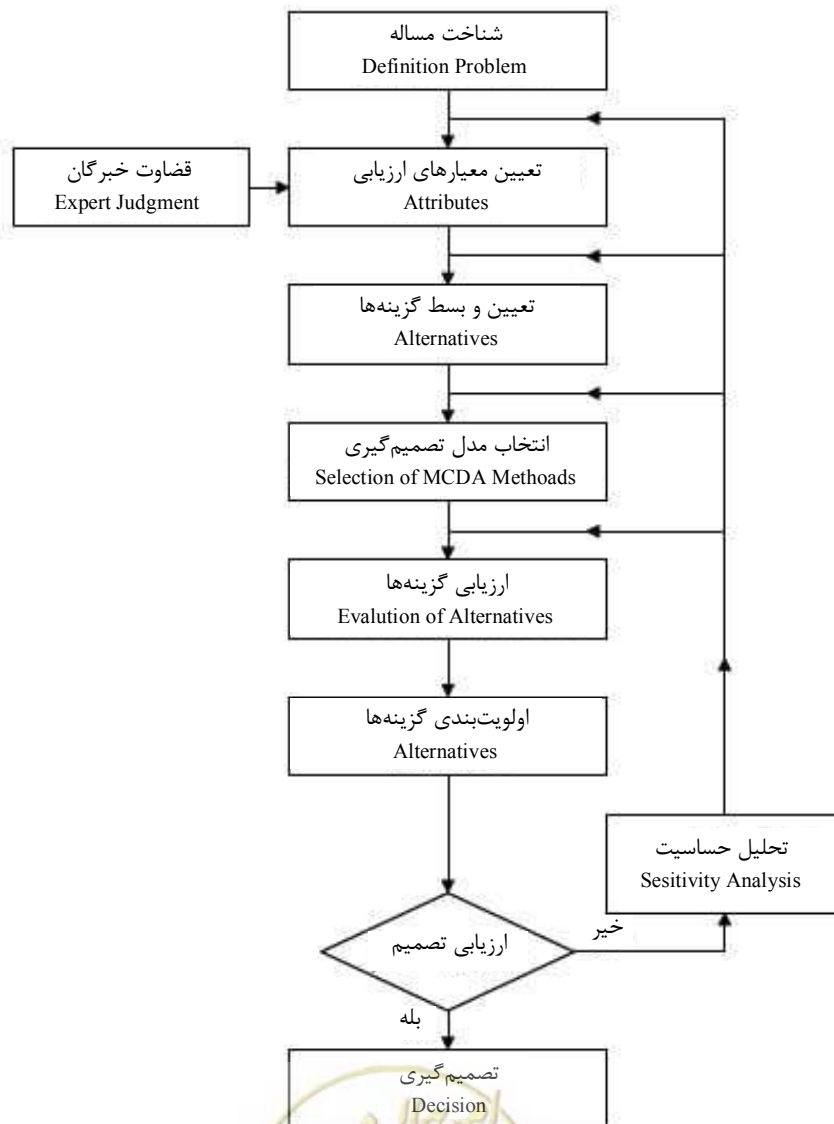 شناخت مساله
Definition Problem
قضاوت خبرگان
Expert Judgment
تعیین معیارهای ارزیابی
Attributes
تعیین و بسط گزینه‌ها
Alternatives
انتخاب مدل تصمیم‌گیری
Selection of MCDA Methoads
ارزیابی گزینه‌ها
Evalution of Alternatives
اولویت‌بندی گزینه‌ها
Alternatives
تحلیل حساسیت
Sesitivity Analysis
ارزیابی تصمیم
خیر
بله
تصمیم‌گیری
Decision